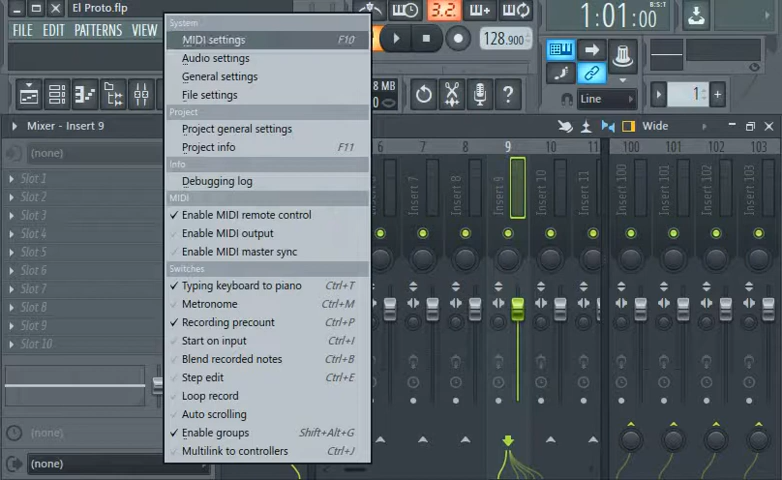 El Proto.flp
FILE EDIT PATTERNS VIEW
System
MIDI settings F10
Audio settings
General settings
File settings
Project
Project general settings
Project info F11
Info
Debugging log
MIDI
Enable MIDI remote control
Enable MIDI output
Enable MIDI master sync
Switches
Typing keyboard to piano Ctrl+T
Metronome Ctrl+M
Recording precount Ctrl+P
Start on input Ctrl+I
Blend recorded notes Ctrl+B
Step edit Ctrl+E
Loop record
Auto scrolling
Enable groups Shift+Alt+G
Multilink to controllers Ctrl+J
3.2
1:01:00
B:S:T
128.900
Line
1
8 MB
0
Mixer - Insert 9
Wide
(none)
Slot 1
Slot 2
Slot 3
Slot 4
Slot 5
Slot 6
Slot 7
Slot 8
Slot 9
Slot 10
(none)
(none)
6 7 8 9 10 11 100 101 102 103
Insert 6
Insert 7
Insert 8
Insert 9
Insert 10
Insert 11
Insert 100
Insert 101
Insert 102
Insert 103